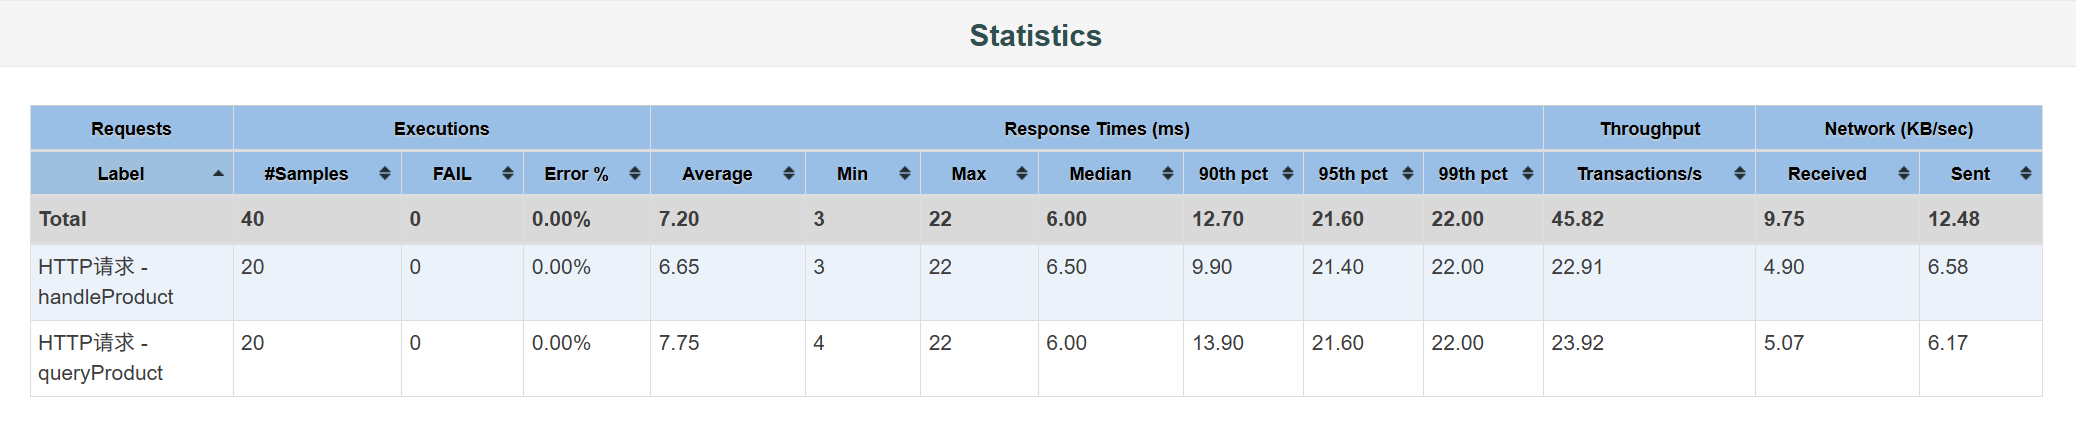 Statistics
Requests Executions Response Times (ms) Throughput Network (KB/sec)
Label #Samples FAIL Error % Average Min Max Median 90th pct 95th pct 99th pct Transactions/s Received Sent
Total 40 0 0.00% 7.20 3 22 6.00 12.70 21.60 22.00 45.82 9.75 12.48
HTTP请求 - 20 0 0.00% 6.65 3 22 6.50 9.90 21.40 22.00 22.91 4.90 6.58
handleProduct
HTTP请求 - 20 0 0.00% 7.75 4 22 6.00 13.90 21.60 22.00 23.92 5.07 6.17
queryProduct